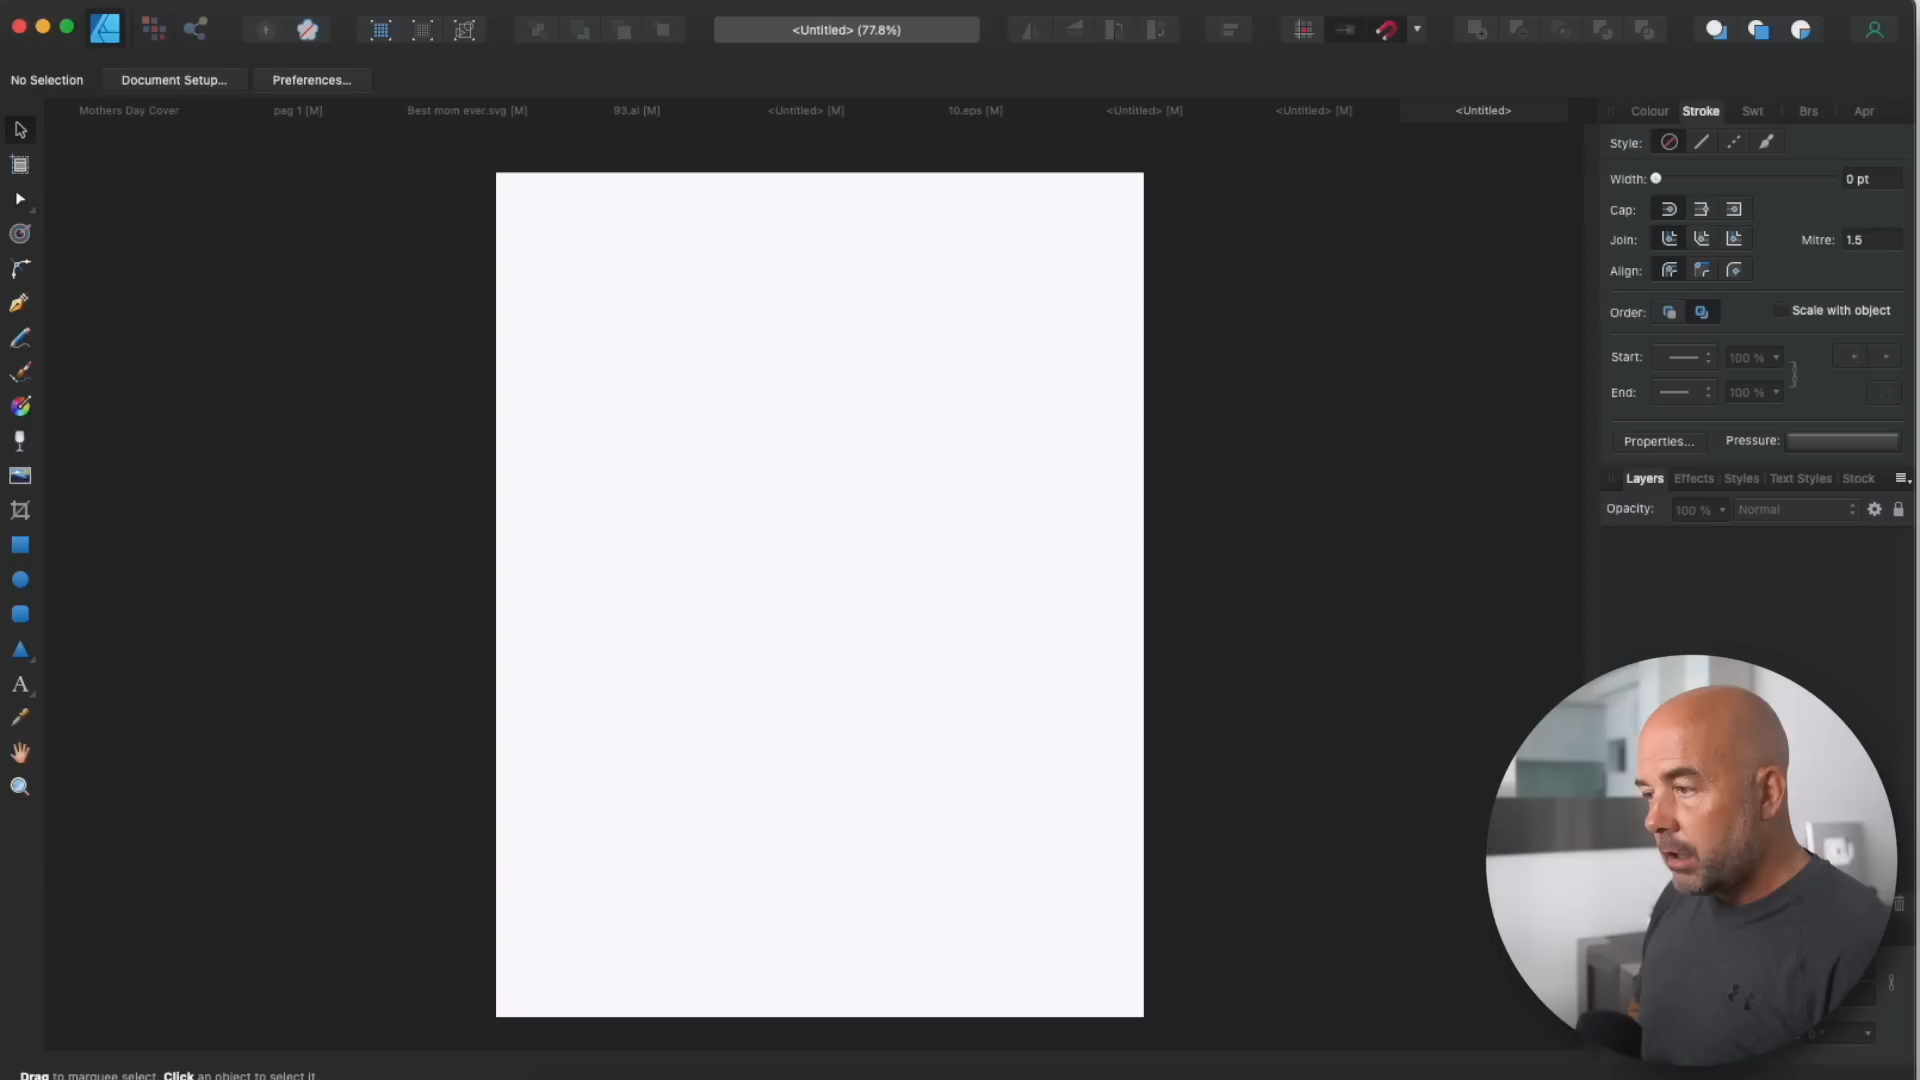 <Untitled> (77.8%)
No Selection
Document Setup...
Preferences...
Mothers Day Cover
pag 1 [M]
Best mom ever.svg [M]
93.ai [M]
<Untitled> [M]
10.eps [M]
<Untitled> [M]
<Untitled> [M]
<Untitled>
Colour Stroke Swt Brs Apr
Style:
Width: 0 pt
Cap:
Join: Mitre: 1.5
Align:
Order: Scale with object
Start: 100 %
End: 100 %
Properties... Pressure:
Layers Effects Styles Text Styles Stock
Opacity: 100 % Normal
A
Drag to marquee select. Click an object to select it.